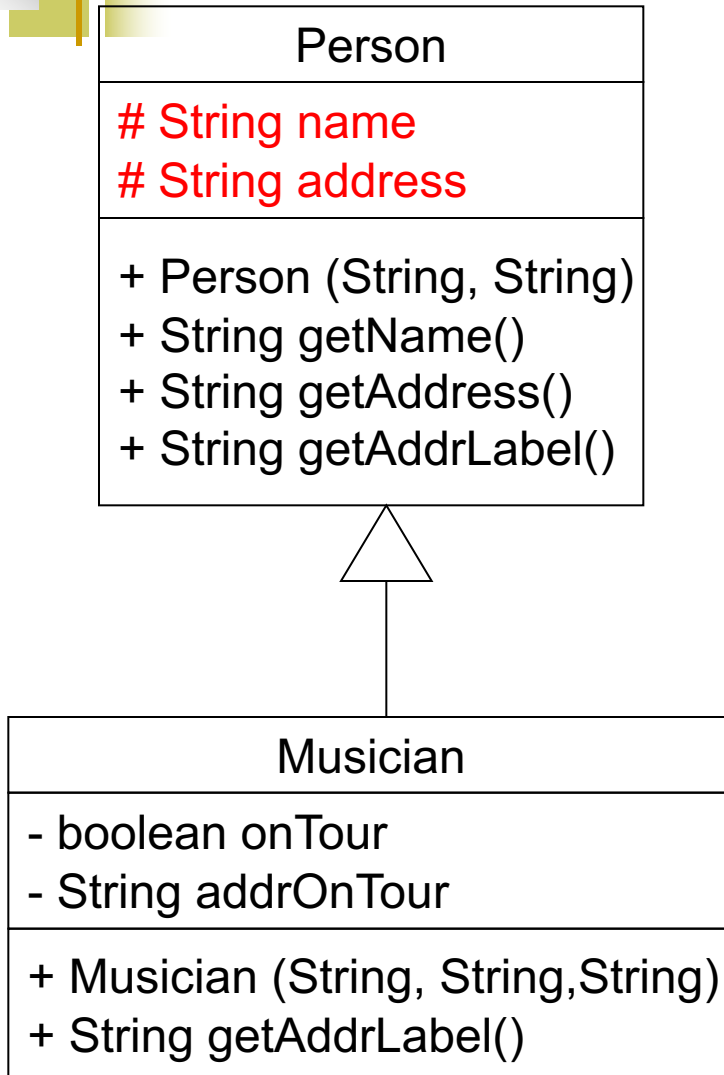 Person
# String name
# String address
+ Person (String, String)
+ String getName()
+ String getAddress()
+ String getAddrLabel()
Musician
- boolean onTour
- String addrOnTour
+ Musician (String, String,String)
+ String getAddrLabel()